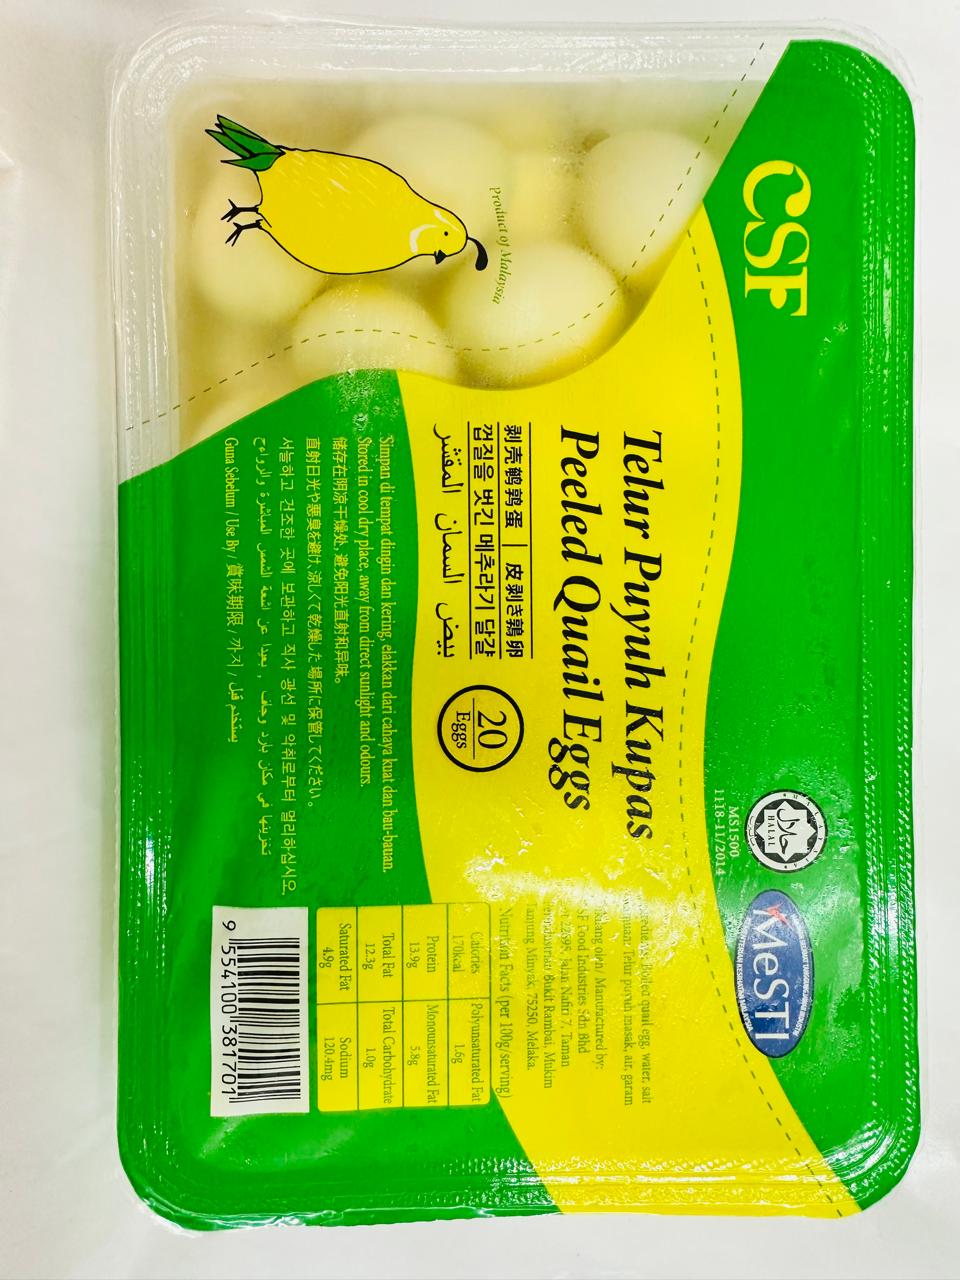 CSF
Product of Malaysia
Telur Puyuh Kupas
Peeled Quail Eggs
剥壳鹌鹑蛋 | 皮剥き鶉卵
껍질을 벗긴 메추라기 달걀
بيض السمان المقشر
20
Eggs
Simpan di tempat dingin dan kering, elakkan dari cahaya kuat dan bau-bauan.
Stored in cool dry place, away from direct sunlight and odours.
储存在阴凉干燥处, 避免阳光直射和异味。
直射日光や悪臭を避け, 涼しくて乾燥した場所に保管してください。
서늘하고 건조한 곳에 보관하고 직사 광선 및 악취로부터 멀리하십시오.
تخزينها في مكان بارد وجاف , بعيدا عن اشعة الشمس المباشرة والروائح
Guna Sebelum / Use By / 賞味期限 / 까지 / يستخدم قبل
MALAYSIA
حلال
HALAL
MS1500
1118-11/2014
MeSTI
Boiled quail egg, water, salt
Telur puyuh masak, air, garam
Manufactured by:
Food Industries Sdn Bhd
2395, Jalan Nafiri 7, Taman
Bukit Rambai, Mukim
Tanjung Minyak, 75250, Melaka.
Nutrition Facts (per 100g/serving)
Calories 170kcal
Polyunsaturated Fat 1.6g
Protein 13.9g
Monounsaturated Fat 5.8g
Total Fat 12.3g
Total Carbohydrate 1.0g
Saturated Fat 4.9g
Sodium 120.4mg
9 554100 381701